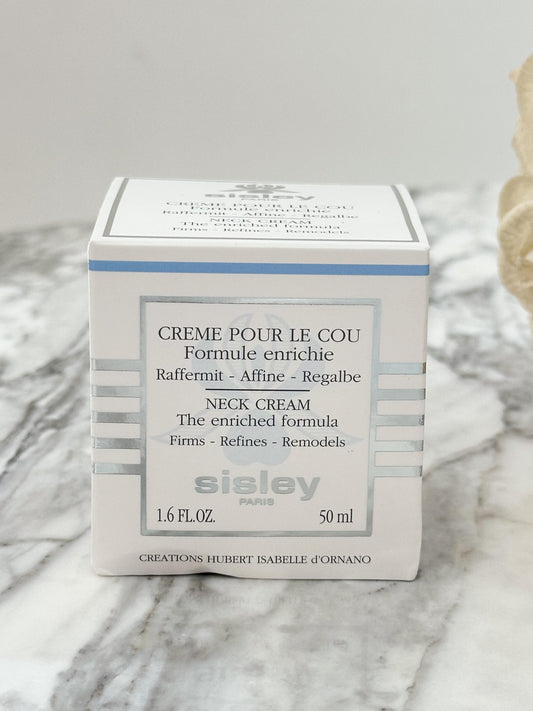 sisley
PARIS
CREME POUR LE COU
Formule enrichie
Raffermit - Affine - Regalbe
NECK CREAM
The enriched formula
Firms - Refines - Remodels
CREME POUR LE COU
Formule enrichie
Raffermit - Affine - Regalbe
NECK CREAM
The enriched formula
Firms - Refines - Remodels
sisley
PARIS
1.6 FL.OZ. 50 ml
CREATIONS HUBERT ISABELLE d'ORNANO